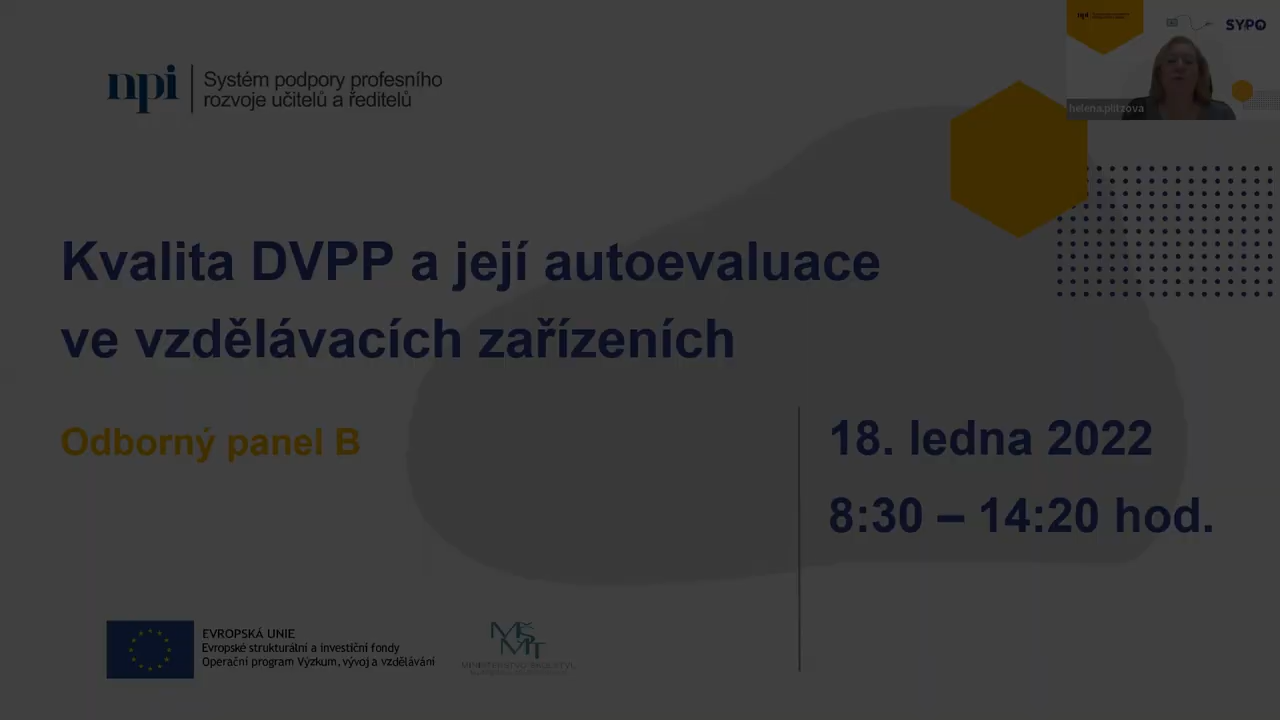 npi
Systém podpory profesního
rozvoje učitelů a ředitelů
SYPO
helena.plitzova
Kvalita DVPP a její autoevaluace
ve vzdělávacích zařízeních
Odborný panel B
18. ledna 2022
8:30 – 14:20 hod.
EVROPSKÁ UNIE
Evropské strukturální a investiční fondy
Operační program Výzkum, vývoj a vzdělávání
MŠMT
MINISTERSTVO ŠKOLSTVÍ,